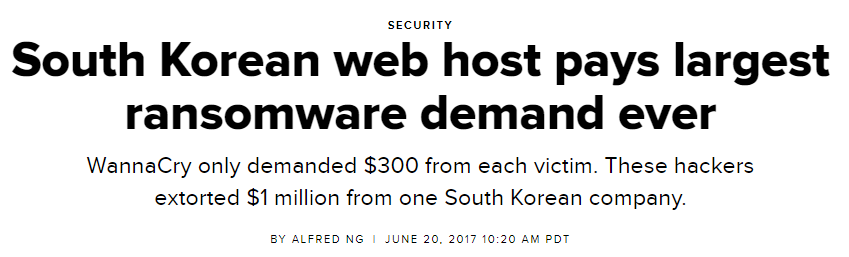 SECURITY
South Korean web host pays largest
ransomware demand ever
WannaCry only demanded $300 from each victim. These hackers
extorted $1 million from one South Korean company.
BY ALFRED NG | JUNE 20, 2017 10:20 AM PDT